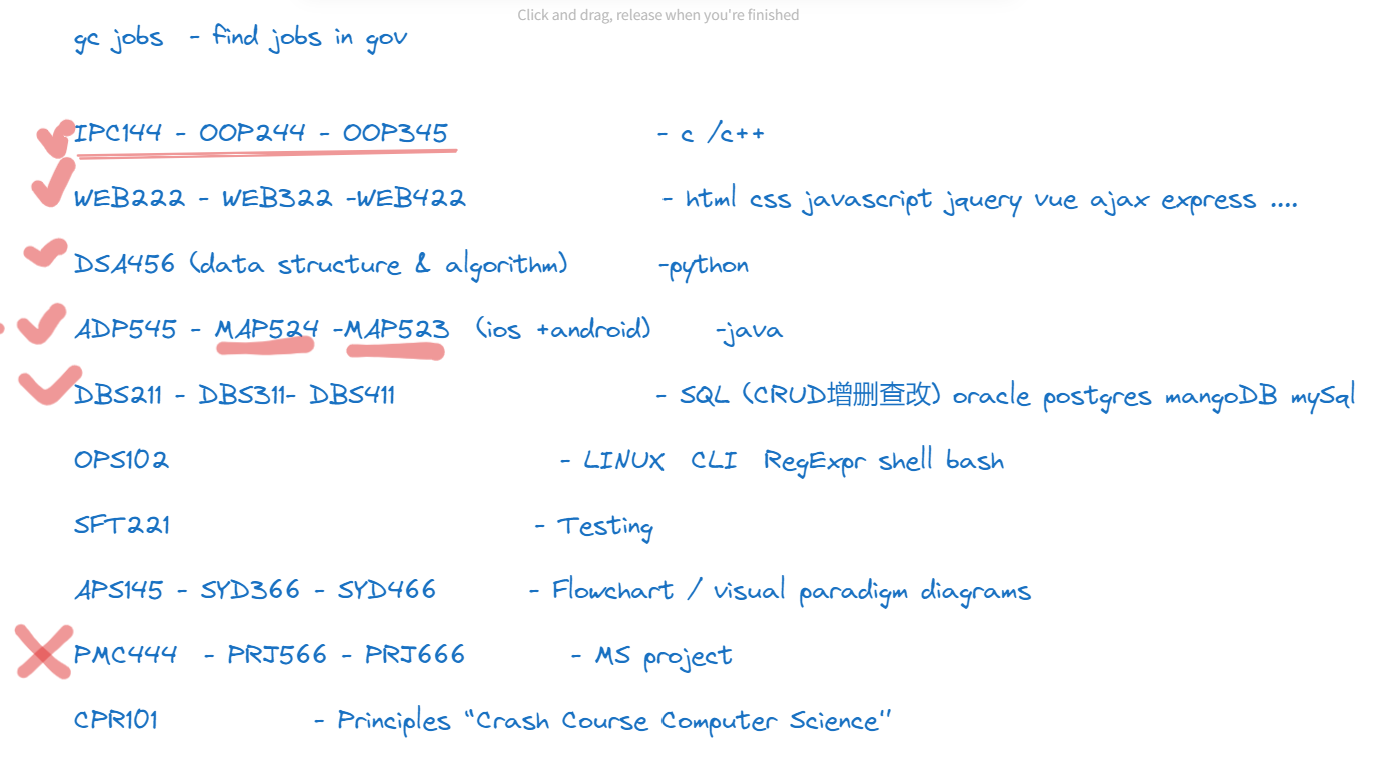 Click and drag, release when you're finished
gc jobs - find jobs in gov
IPC144 - OOP244 - OOP345 - c /c++
WEB222 - WEB322 -WEB422 - html css javascript jquery vue ajax express ....
DSA456 (data structure & algorithm) -python
ADP545 - MAP524 -MAP523 (ios +android) -java
DBS211 - DBS311- DBS411 - SQL (CRUD增删查改) oracle postgres mangoDB mySql
OPS102 - LINUX CLI RegExpr shell bash
SFT221 - Testing
APS145 - SYD366 - SYD466 - Flowchart / visual paradigm diagrams
PMC444 - PRJ566 - PRJ666 - MS project
CPR101 - Principles "Crash Course Computer Science"